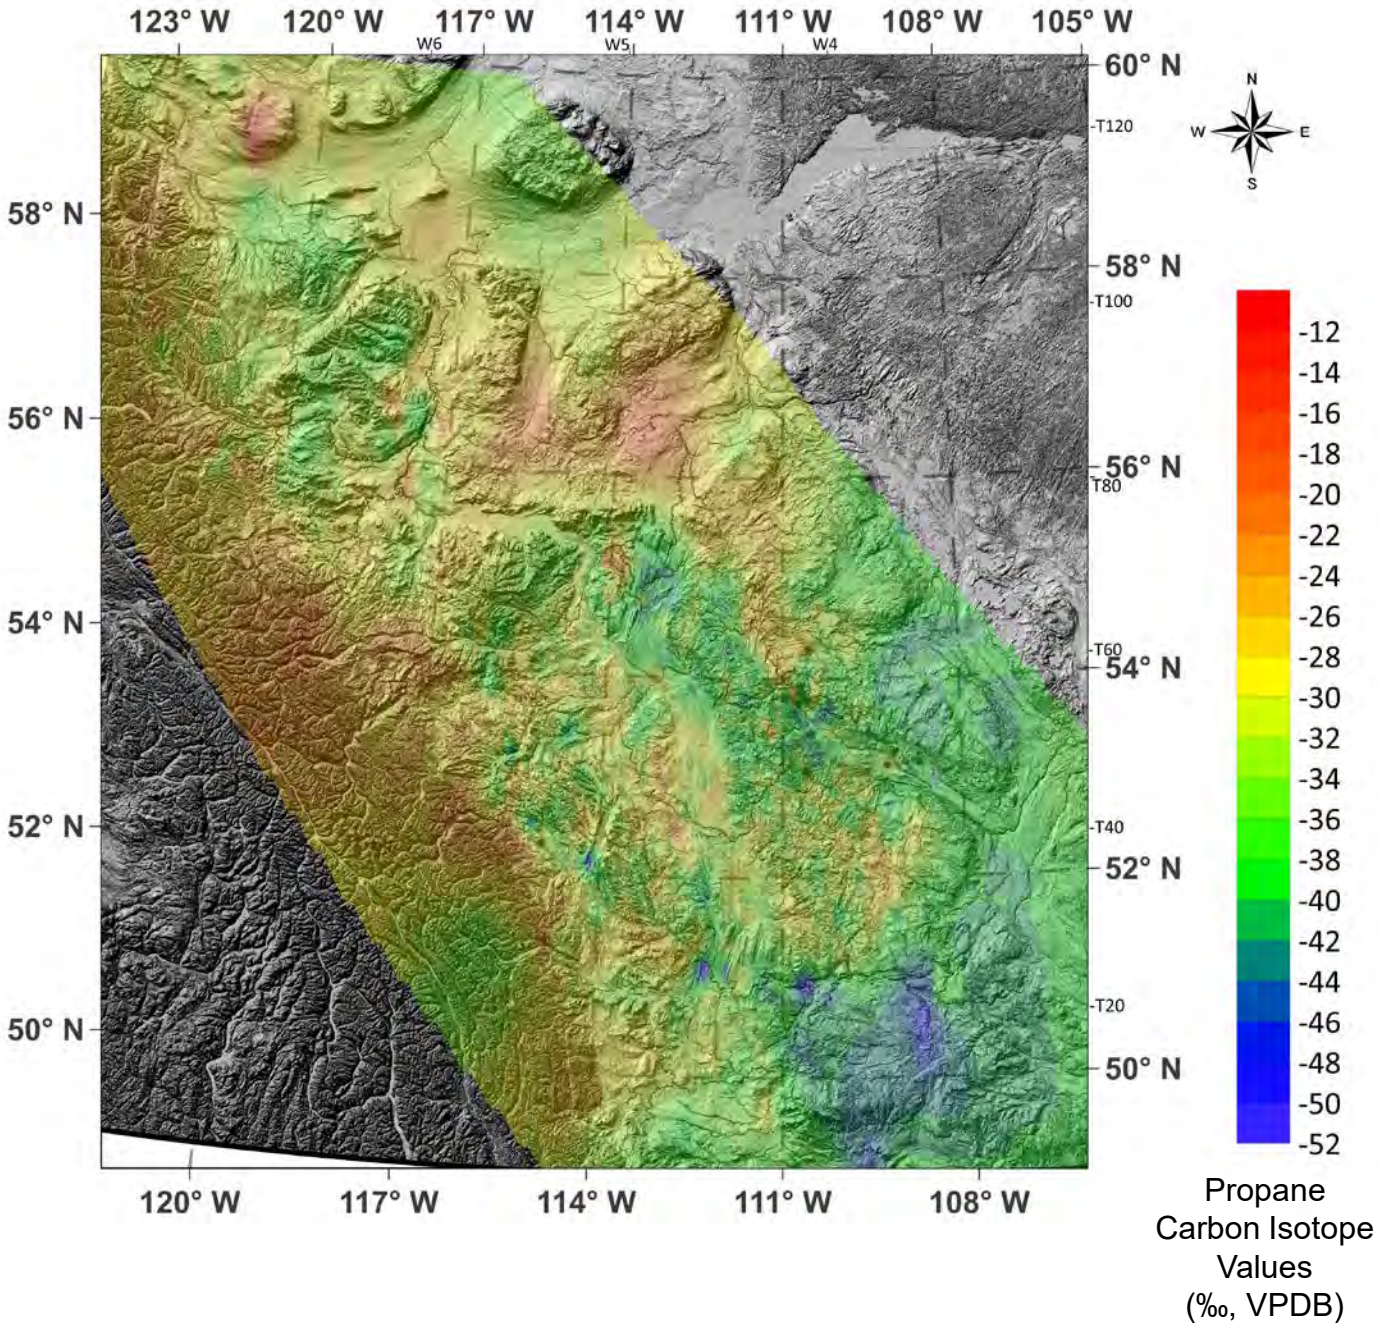 123° W 120° W 117° W 114° W 111° W 108° W 105° W
W6 W5 W4
60° N
-T120
58° N
58° N
-T100
56° N
56° N
T80
54° N
-T60
54° N
52° N
-T40
52° N
-T20
50° N
50° N
120° W 117° W 114° W 111° W 108° W
N
W E
S
-12
-14
-16
-18
-20
-22
-24
-26
-28
-30
-32
-34
-36
-38
-40
-42
-44
-46
-48
-50
-52
Propane
Carbon Isotope
Values
(‰, VPDB)